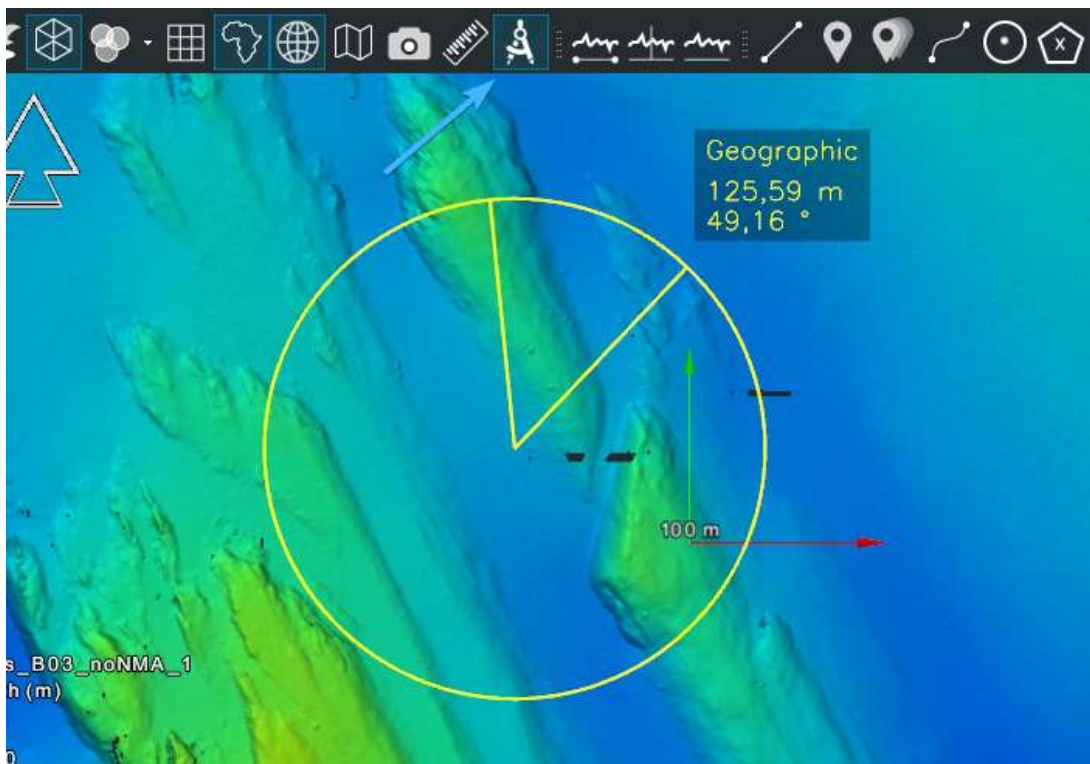 Geographic
125,59 m
49,16 °
100 m
s_B03_noNMA_1
h (m)
0